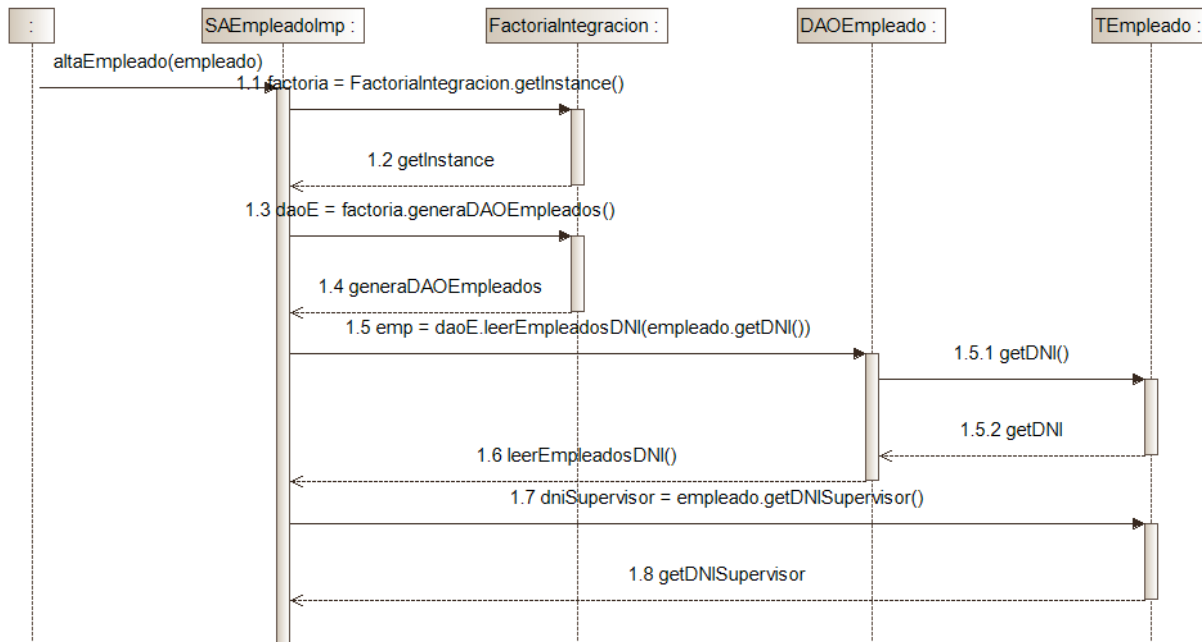 :
SAEmpleadoImp :
FactoriaIntegracion :
DAOEmpleado :
TEmpleado :
altaEmpleado(empleado)
1.1 factoria = FactoriaIntegracion.getInstance()
1.2 getInstance
1.3 daoE = factoria.generaDAOEmpleados()
1.4 generaDAOEmpleados
1.5 emp = daoE.leerEmpleadosDNI(empleado.getDNI())
1.5.1 getDNI()
1.5.2 getDNI
1.6 leerEmpleadosDNI()
1.7 dniSupervisor = empleado.getDNISupervisor()
1.8 getDNISupervisor